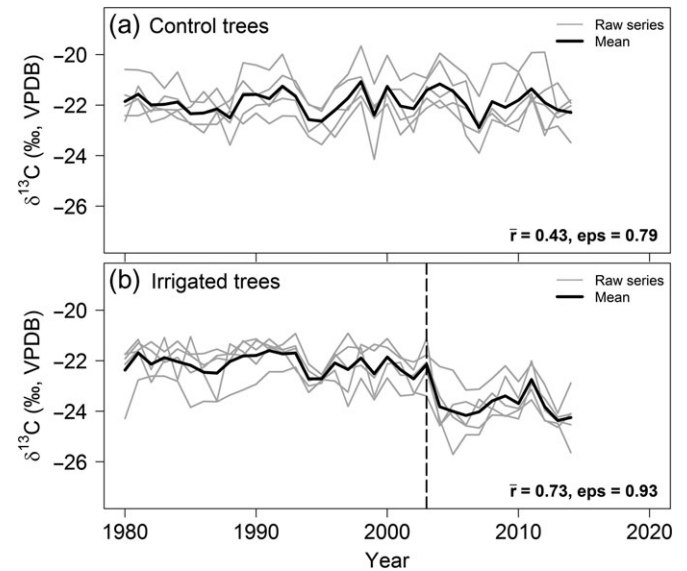 (a) Control trees
Raw series
Mean
−20
−22
−24
−26
δ¹³C (‰, VPDB)
r̄ = 0.43, eps = 0.79
(b) Irrigated trees
Raw series
Mean
−20
−22
−24
−26
δ¹³C (‰, VPDB)
r̄ = 0.73, eps = 0.93
1980 1990 2000 2010 2020
Year